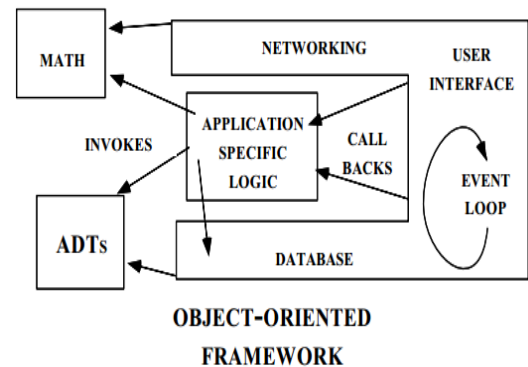 NETWORKING
MATH
USER
INTERFACE
APPLICATION
SPECIFIC
LOGIC
INVOKES
CALL
BACKS
EVENT
LOOP
ADTs
DATABASE
OBJECT-ORIENTED
FRAMEWORK